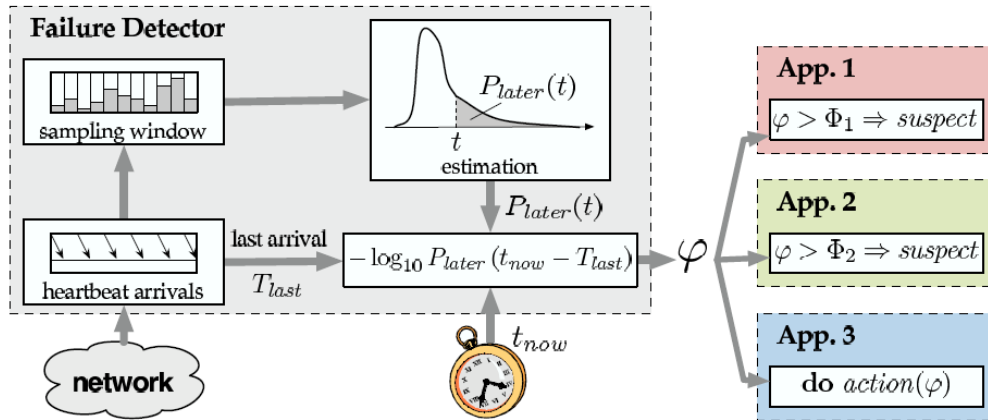 Failure Detector
sampling window
P_later(t)
t
estimation
P_later(t)
heartbeat arrivals
last arrival
T_last
−log₁₀ P_later (t_now − T_last)
φ
t_now
network
App. 1
φ > Φ₁ ⇒ suspect
App. 2
φ > Φ₂ ⇒ suspect
App. 3
do action(φ)